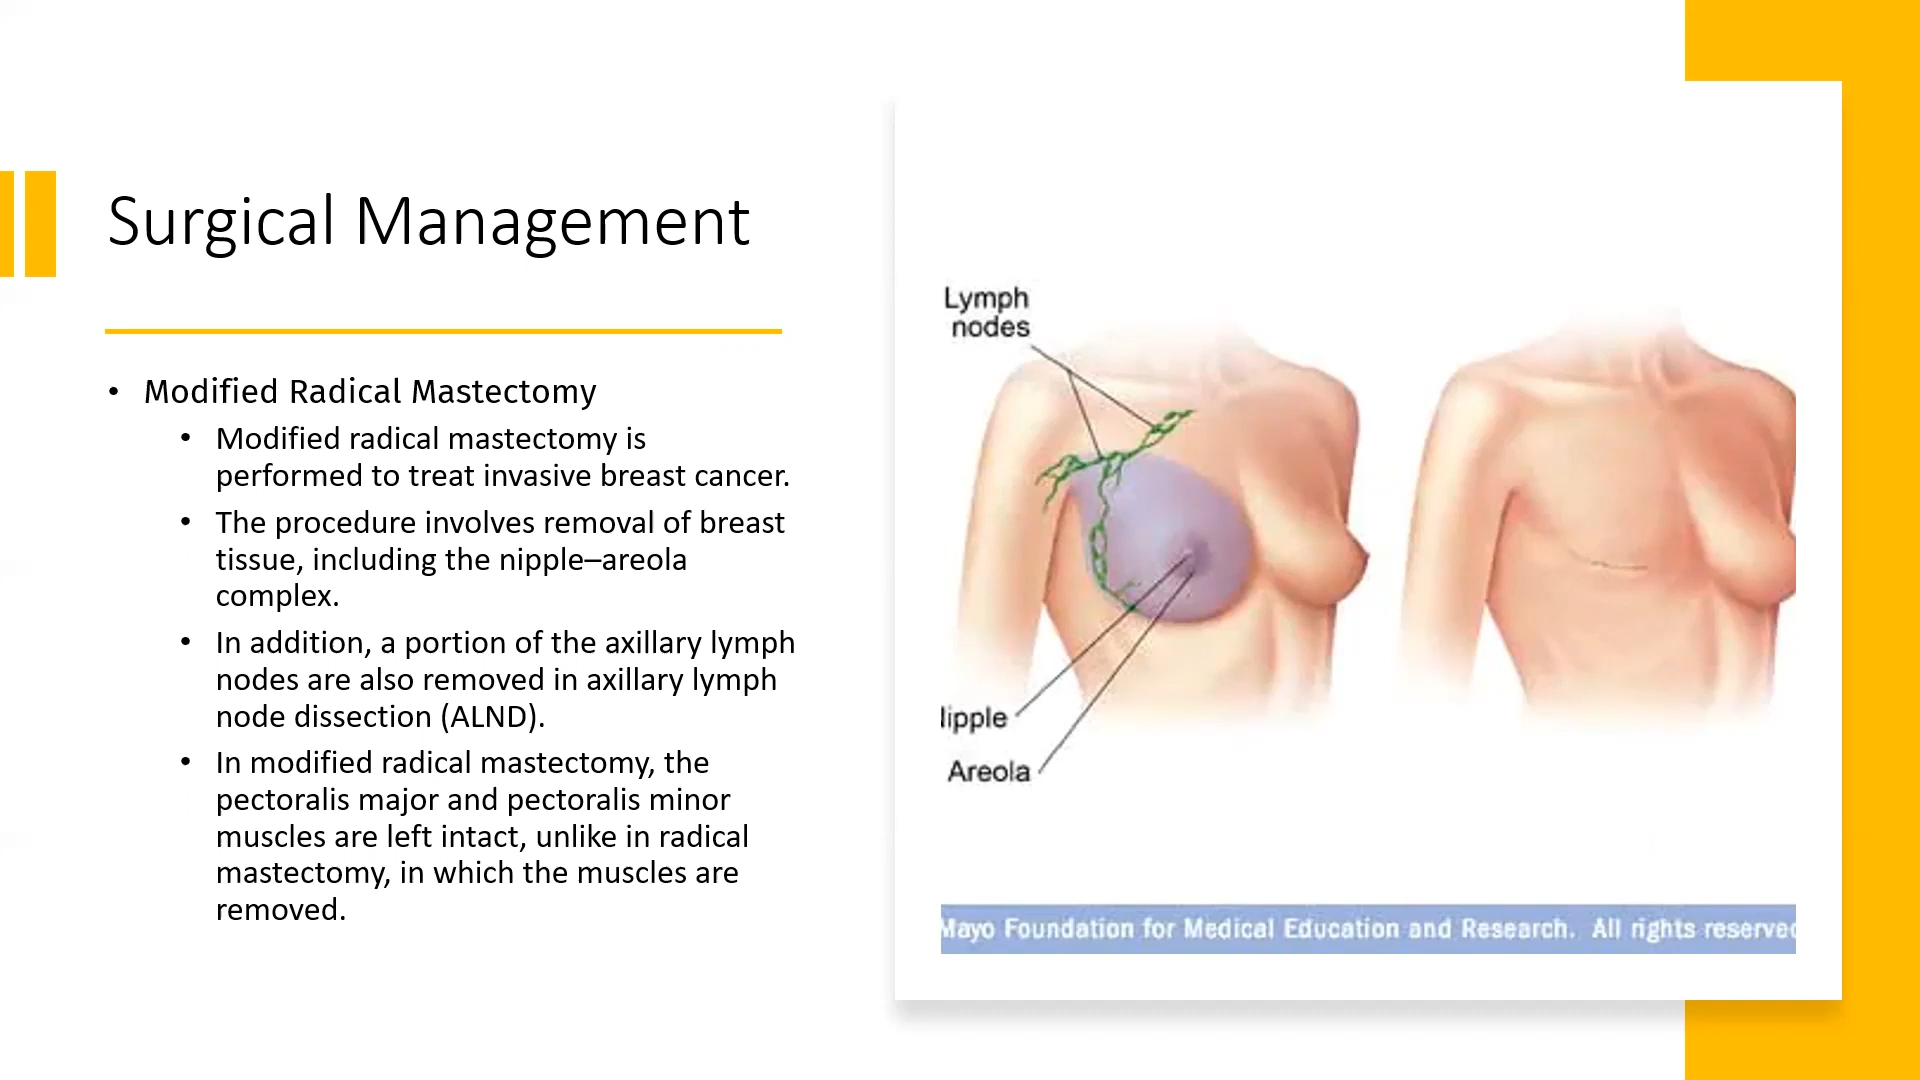 Surgical Management
• Modified Radical Mastectomy
• Modified radical mastectomy is
performed to treat invasive breast cancer.
• The procedure involves removal of breast
tissue, including the nipple–areola
complex.
• In addition, a portion of the axillary lymph
nodes are also removed in axillary lymph
node dissection (ALND).
• In modified radical mastectomy, the
pectoralis major and pectoralis minor
muscles are left intact, unlike in radical
mastectomy, in which the muscles are
removed.
Lymph
nodes
ipple
Areola
Mayo Foundation for Medical Education and Research. All rights reserved